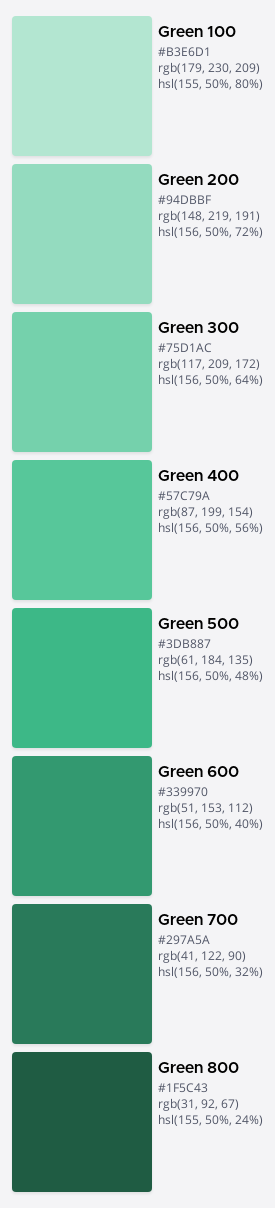 Green 100
#B3E6D1
rgb(179, 230, 209)
hsl(155, 50%, 80%)
Green 200
#94DBBF
rgb(148, 219, 191)
hsl(156, 50%, 72%)
Green 300
#75D1AC
rgb(117, 209, 172)
hsl(156, 50%, 64%)
Green 400
#57C79A
rgb(87, 199, 154)
hsl(156, 50%, 56%)
Green 500
#3DB887
rgb(61, 184, 135)
hsl(156, 50%, 48%)
Green 600
#339970
rgb(51, 153, 112)
hsl(156, 50%, 40%)
Green 700
#297A5A
rgb(41, 122, 90)
hsl(156, 50%, 32%)
Green 800
#1F5C43
rgb(31, 92, 67)
hsl(155, 50%, 24%)